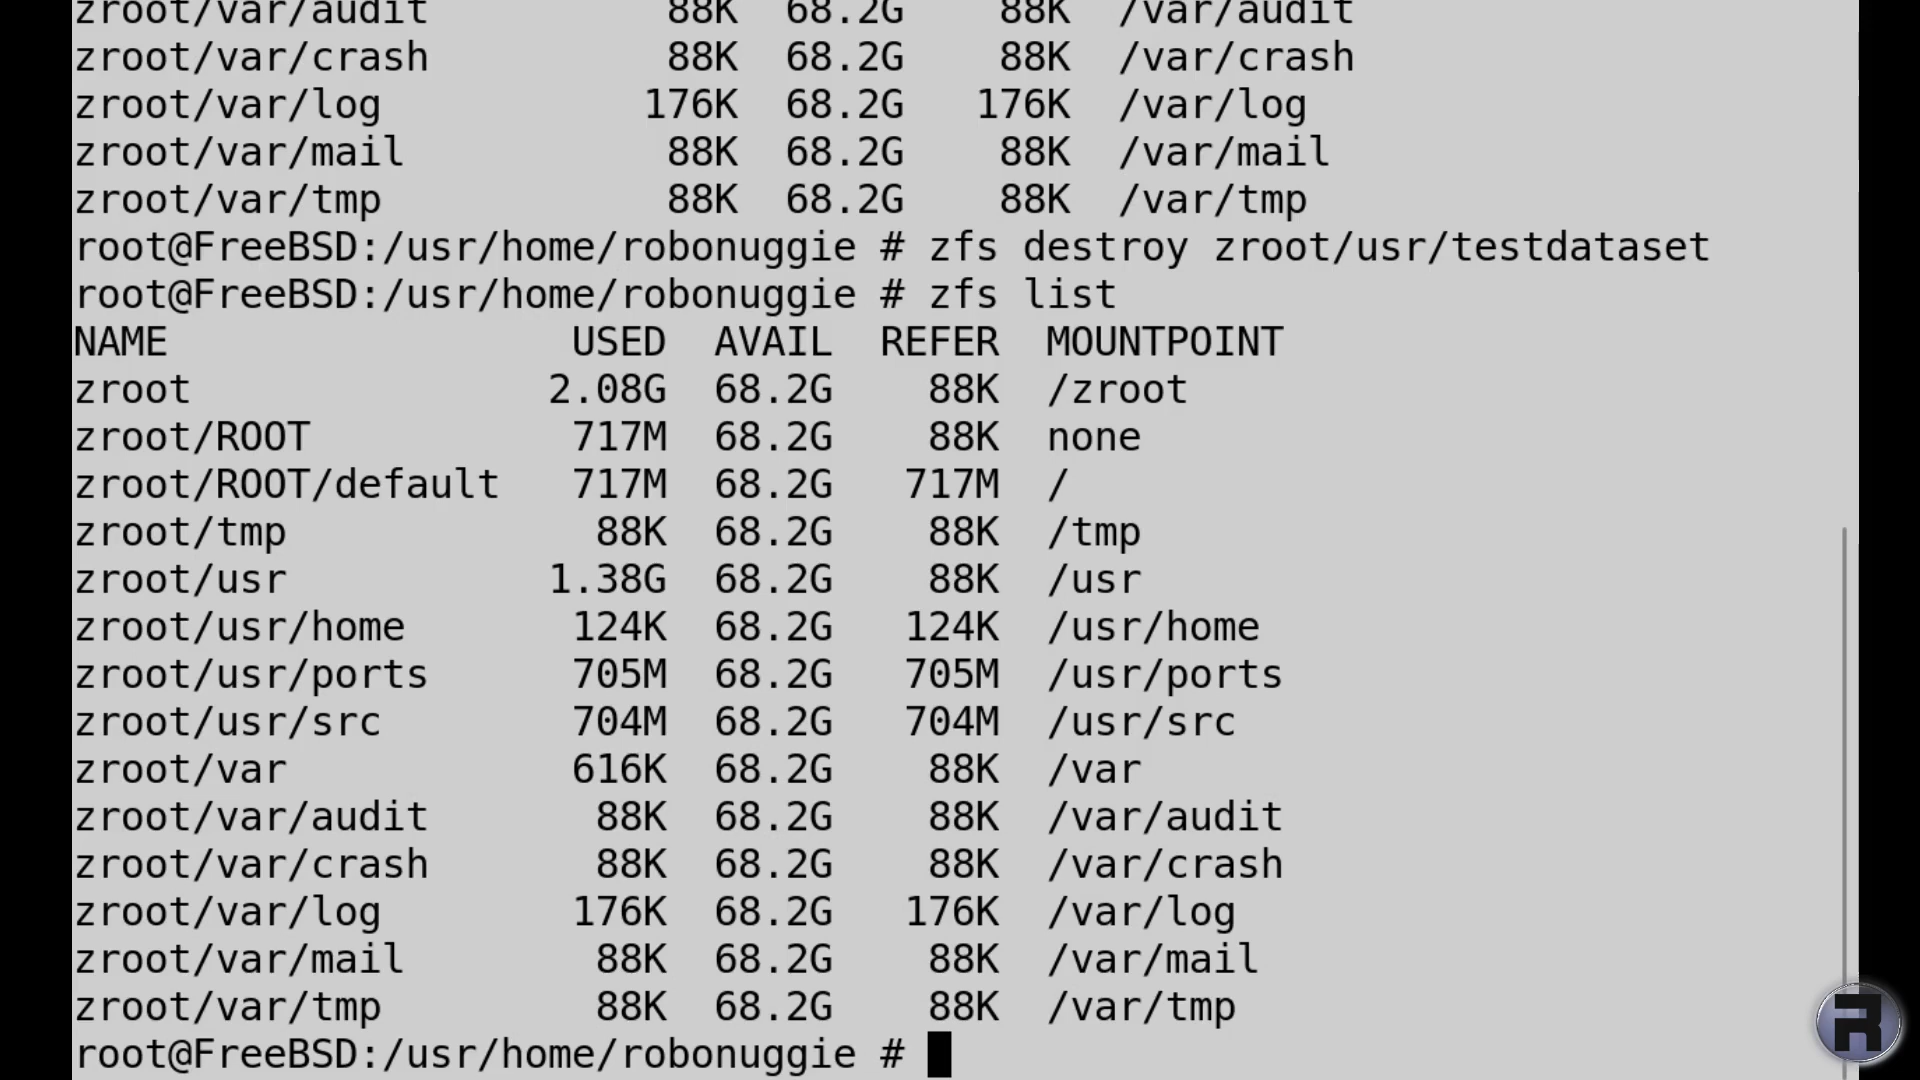 zroot/var/audit 88K 68.2G 88K /var/audit
zroot/var/crash 88K 68.2G 88K /var/crash
zroot/var/log 176K 68.2G 176K /var/log
zroot/var/mail 88K 68.2G 88K /var/mail
zroot/var/tmp 88K 68.2G 88K /var/tmp
root@FreeBSD:/usr/home/robonuggie # zfs destroy zroot/usr/testdataset
root@FreeBSD:/usr/home/robonuggie # zfs list
NAME USED AVAIL REFER MOUNTPOINT
zroot 2.08G 68.2G 88K /zroot
zroot/ROOT 717M 68.2G 88K none
zroot/ROOT/default 717M 68.2G 717M /
zroot/tmp 88K 68.2G 88K /tmp
zroot/usr 1.38G 68.2G 88K /usr
zroot/usr/home 124K 68.2G 124K /usr/home
zroot/usr/ports 705M 68.2G 705M /usr/ports
zroot/usr/src 704M 68.2G 704M /usr/src
zroot/var 616K 68.2G 88K /var
zroot/var/audit 88K 68.2G 88K /var/audit
zroot/var/crash 88K 68.2G 88K /var/crash
zroot/var/log 176K 68.2G 176K /var/log
zroot/var/mail 88K 68.2G 88K /var/mail
zroot/var/tmp 88K 68.2G 88K /var/tmp
root@FreeBSD:/usr/home/robonuggie #
R